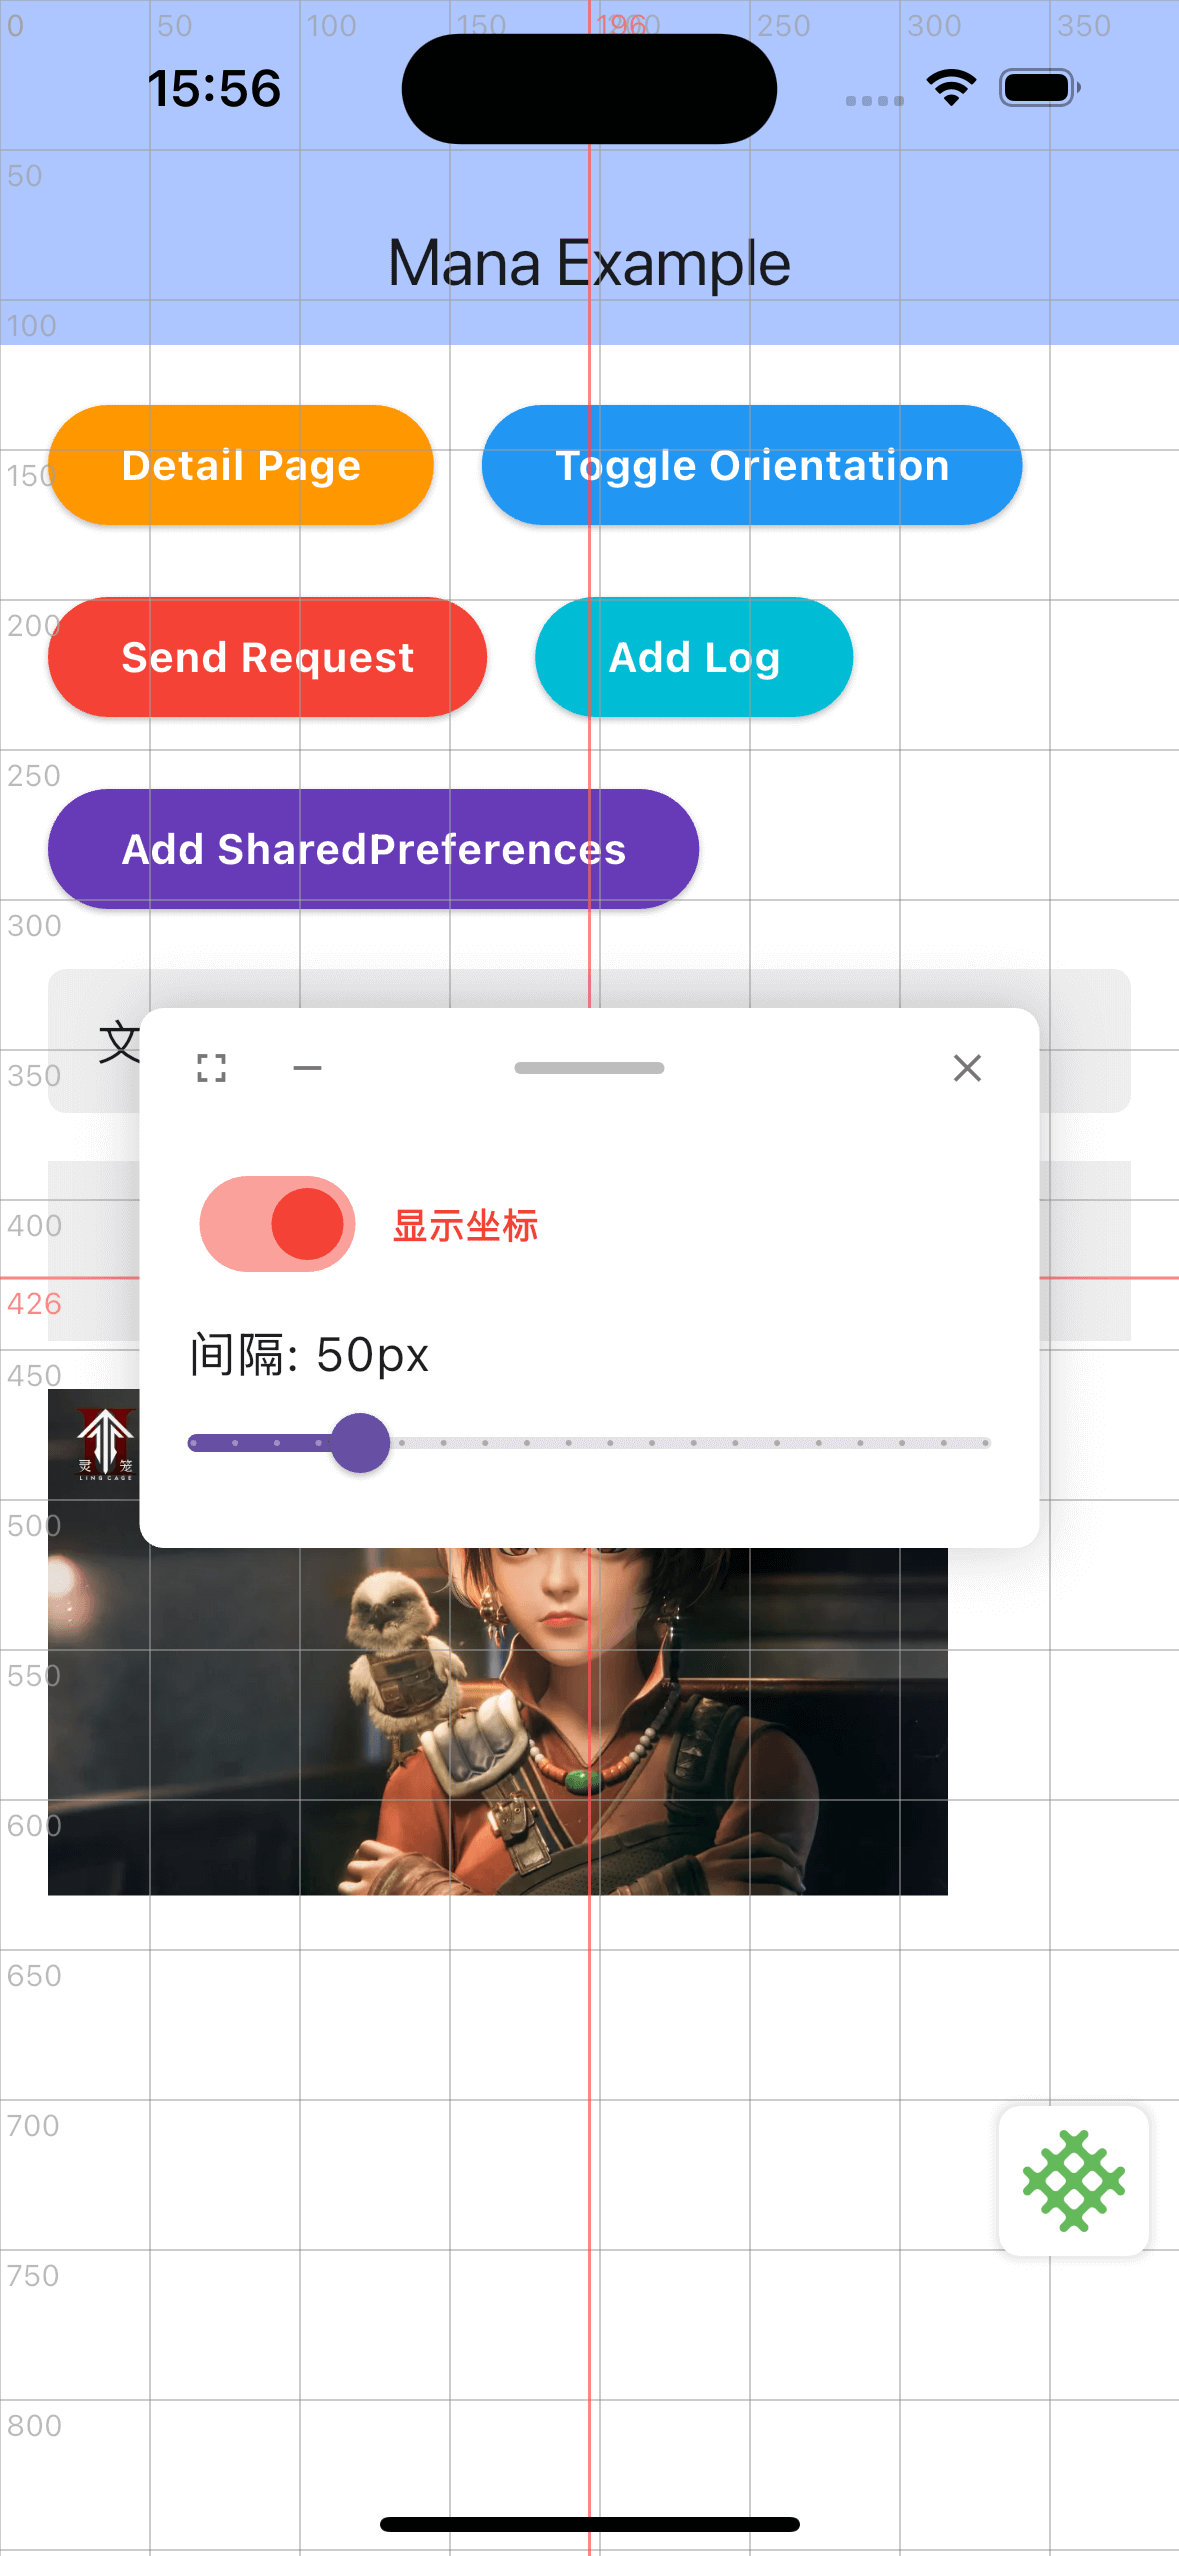 0 50 100 150 196 200 250 300 350
15:56
50
Mana Example
100
Detail Page
Toggle Orientation
150
200
Send Request
Add Log
250
Add SharedPreferences
300
文
350
显示坐标
400
426
间隔: 50px
450
灵 笼
LING CAGE
500
550
600
650
700
750
800